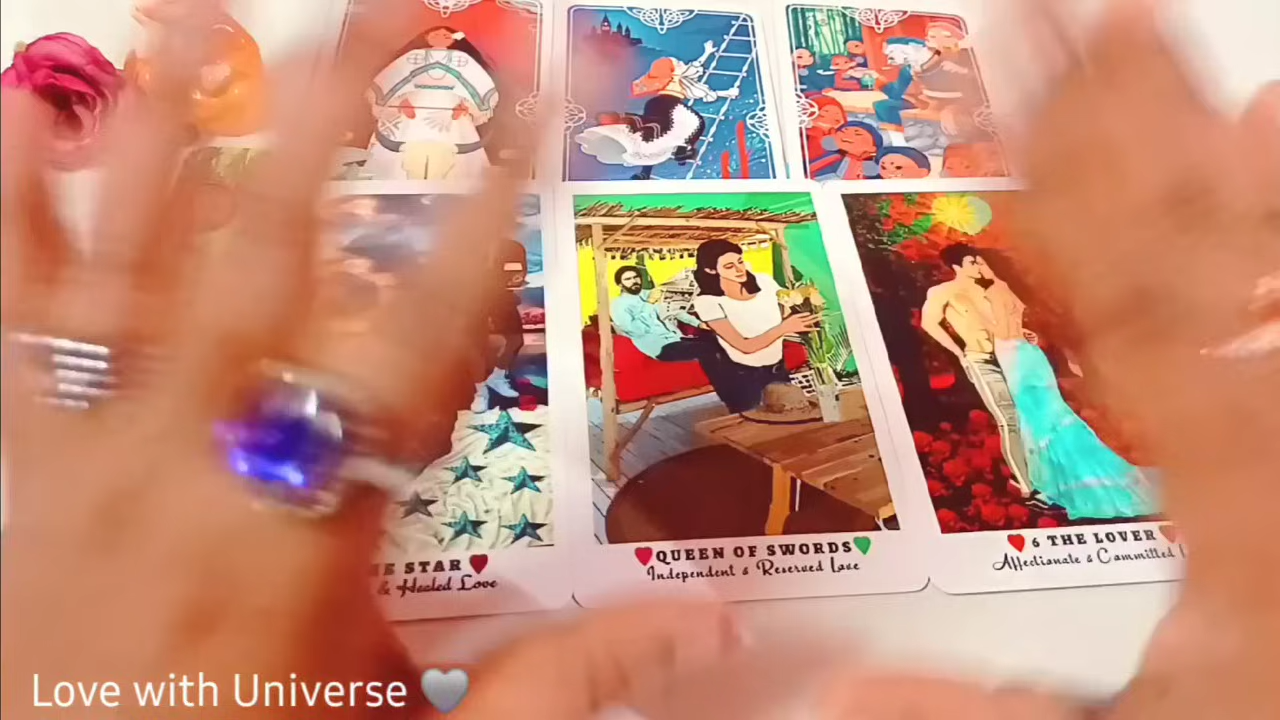 STAR
& Healed Love
QUEEN OF SWORDS
Independent & Reserved Love
6 THE LOVER
Affectionate & Committed
Love with Universe